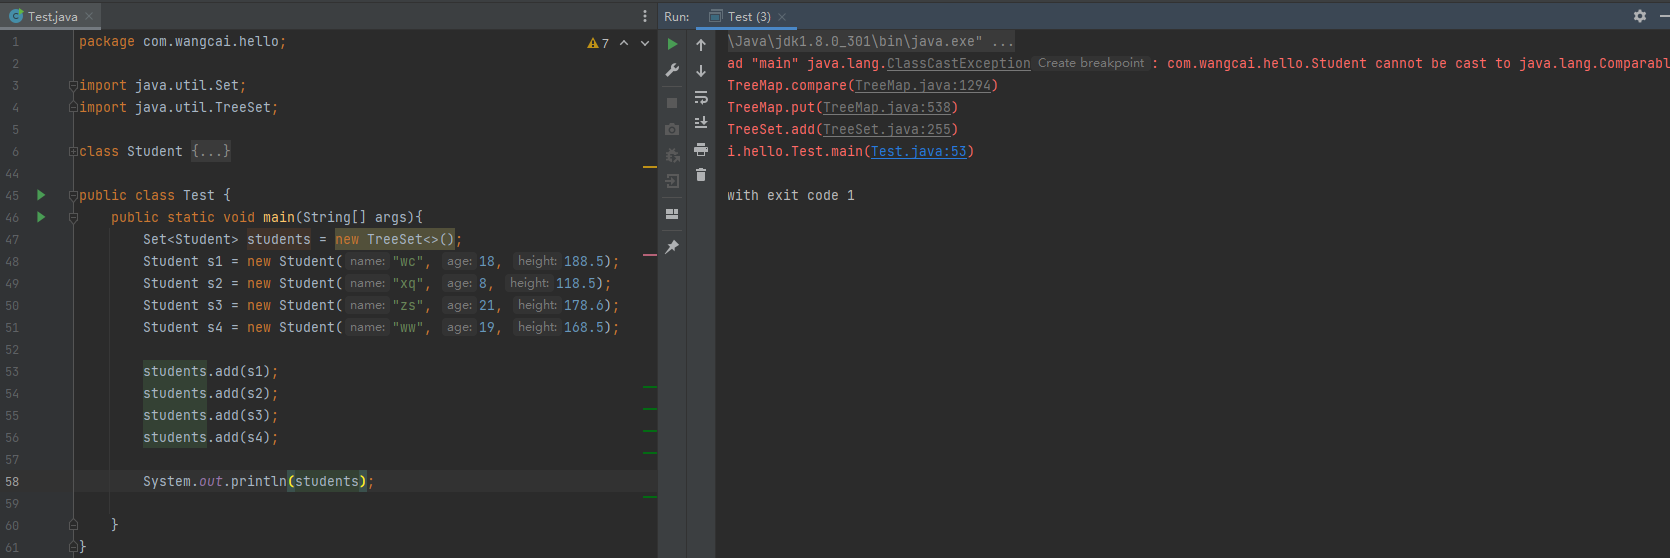 Test.java
1 package com.wangcai.hello;
7
2
3 import java.util.Set;
4 import java.util.TreeSet;
5
6 class Student {...}
44
45 public class Test {
46 public static void main(String[] args){
47 Set<Student> students = new TreeSet<>();
48 Student s1 = new Student( name: "wc", age: 18, height: 188.5);
49 Student s2 = new Student( name: "xq", age: 8, height: 118.5);
50 Student s3 = new Student( name: "zs", age: 21, height: 178.6);
51 Student s4 = new Student( name: "ww", age: 19, height: 168.5);
52
53 students.add(s1);
54 students.add(s2);
55 students.add(s3);
56 students.add(s4);
57
58 System.out.println(students);
59
60 }
61 }
Run: Test (3)
\Java\jdk1.8.0_301\bin\java.exe" ...
ad "main" java.lang.ClassCastException Create breakpoint : com.wangcai.hello.Student cannot be cast to java.lang.Comparabl
TreeMap.compare(TreeMap.java:1294)
TreeMap.put(TreeMap.java:538)
TreeSet.add(TreeSet.java:255)
i.hello.Test.main(Test.java:53)
with exit code 1